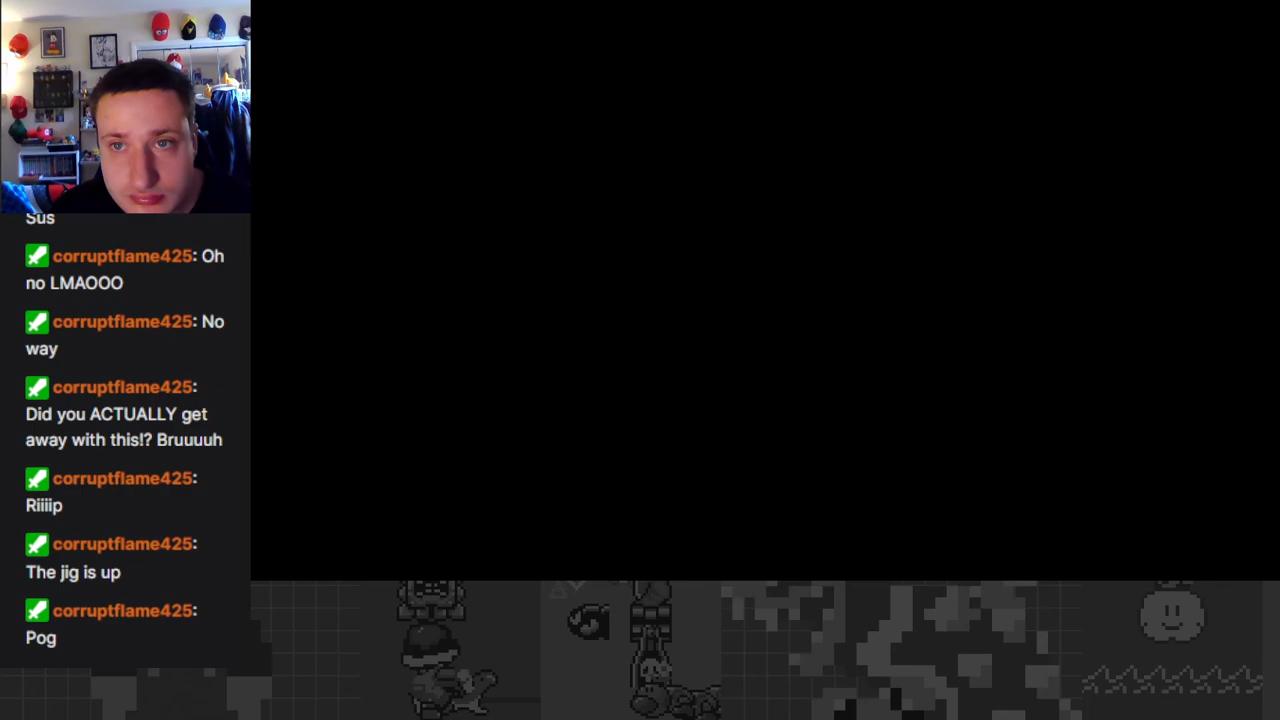 Sus
corruptflame425: Oh
no LMAOOO
corruptflame425: No
way
corruptflame425:
Did you ACTUALLY get
away with this!? Bruuuuh
corruptflame425:
Riiiip
corruptflame425:
The jig is up
corruptflame425:
Pog